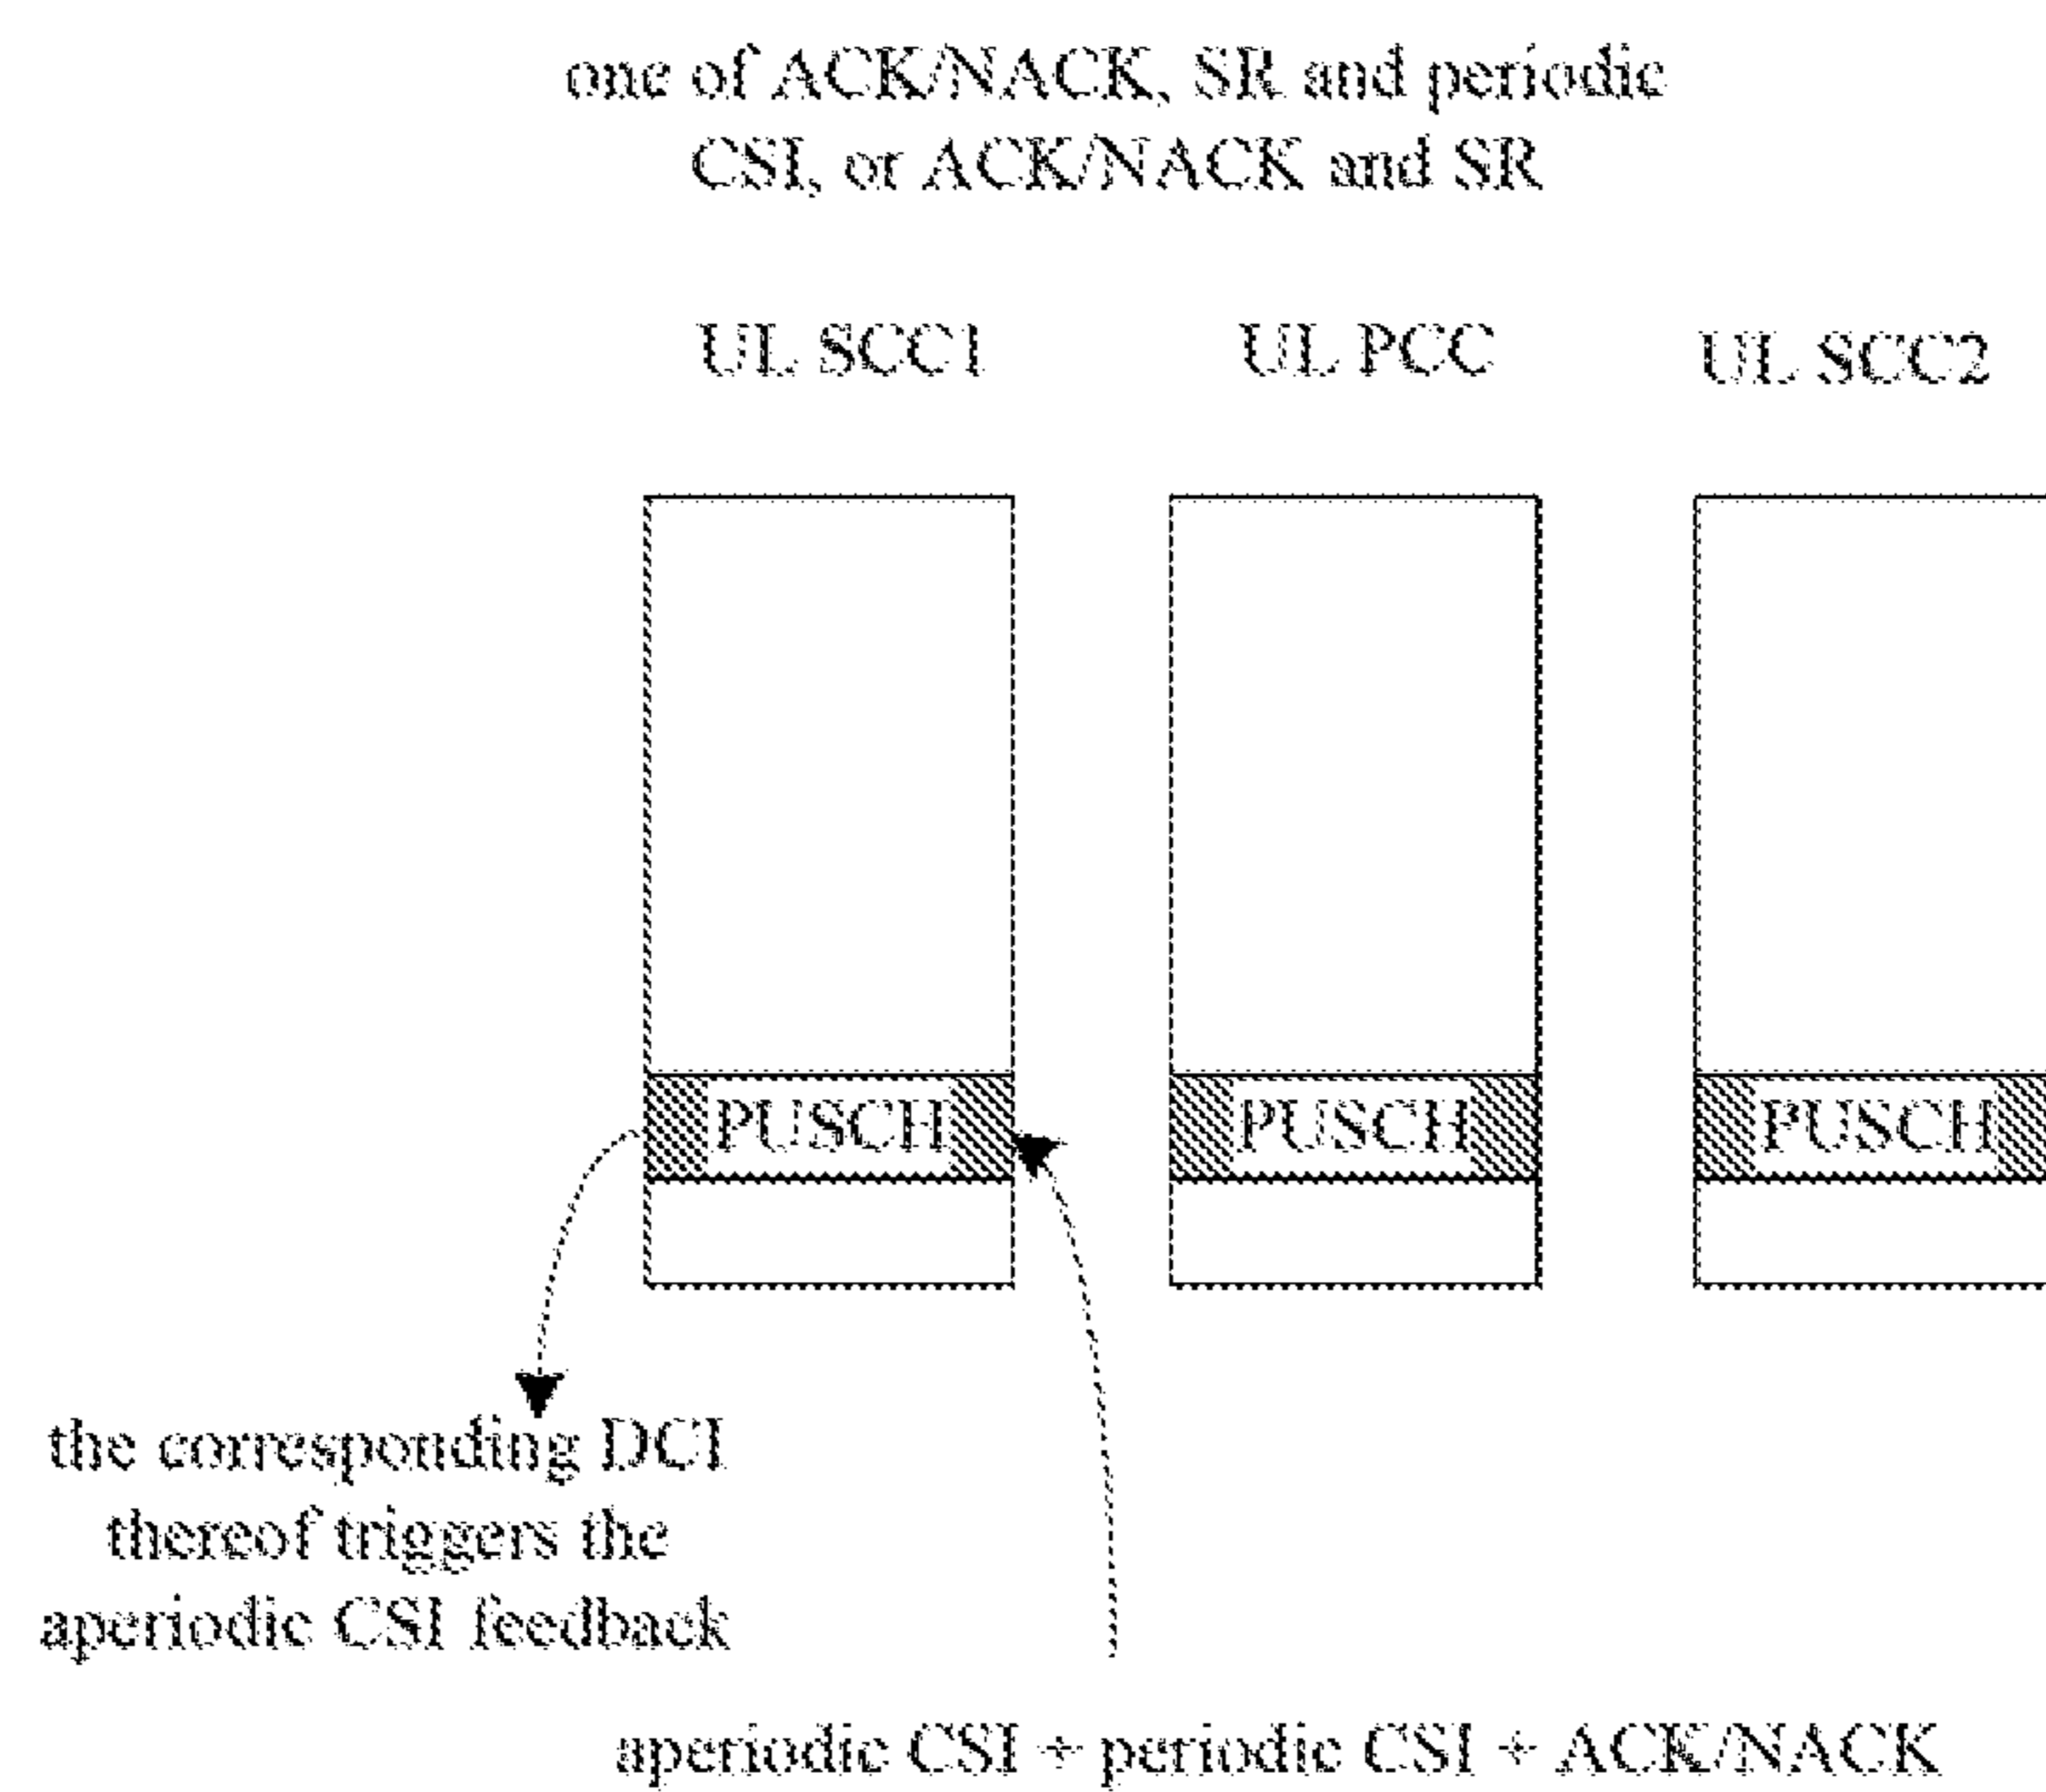 one of ACK/NACK, SR and periodic
CSI, or ACK/NACK and SR
UL SCC1 UL PCC UL SCC2
PUSCH PUSCH PUSCH
the corresponding DCI
thereof triggers the
aperiodic CSI feedback
aperiodic CSI + periodic CSI + ACK/NACK